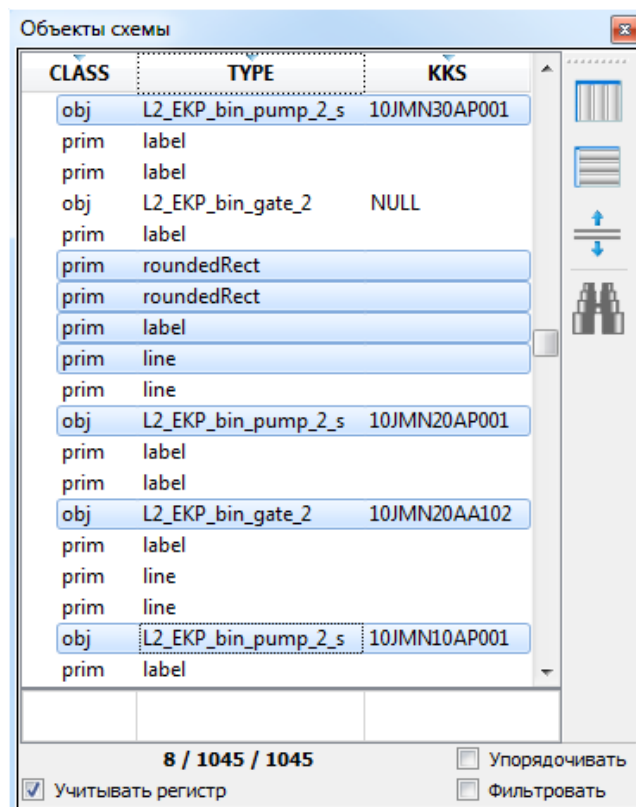 Объекты схемы
CLASS TYPE KKS
obj L2_EKP_bin_pump_2_s 10JMN30AP001
prim label
prim label
obj L2_EKP_bin_gate_2 NULL
prim label
prim roundedRect
prim roundedRect
prim label
prim line
prim line
obj L2_EKP_bin_pump_2_s 10JMN20AP001
prim label
prim label
obj L2_EKP_bin_gate_2 10JMN20AA102
prim label
prim line
prim line
obj L2_EKP_bin_pump_2_s 10JMN10AP001
prim label
8 / 1045 / 1045 Упорядочивать
Учитывать регистр Фильтровать